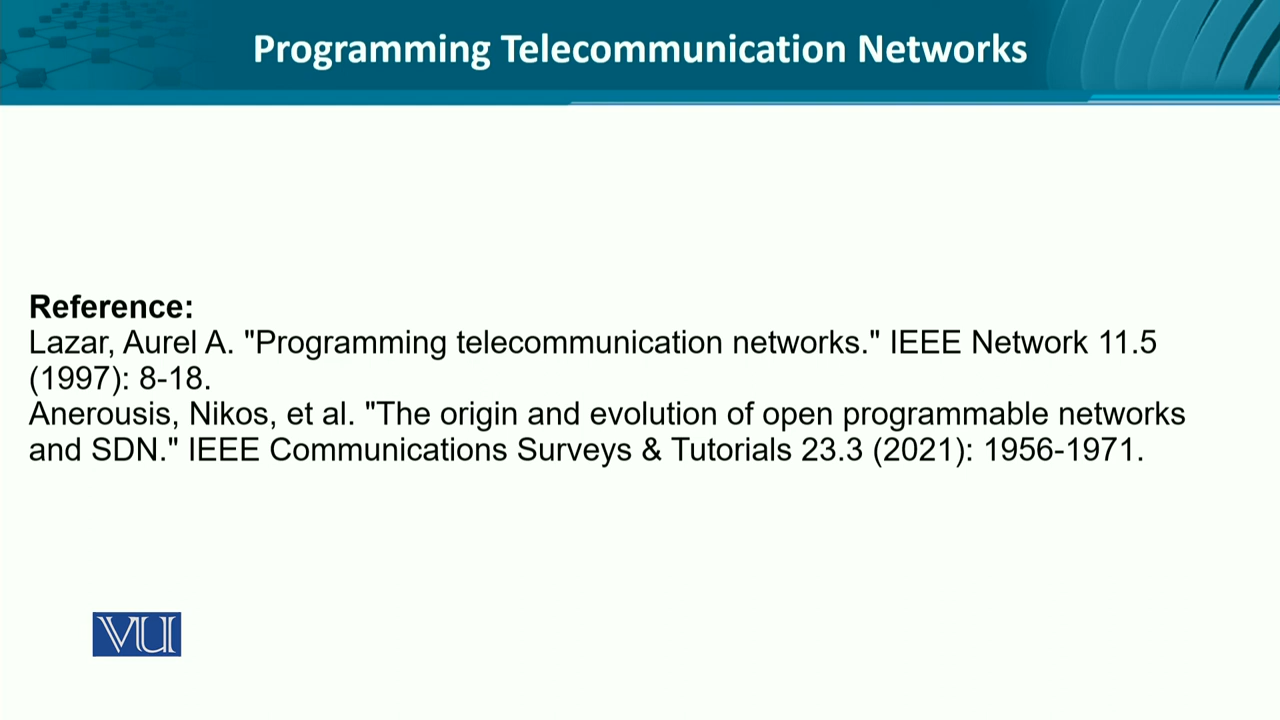 Programming Telecommunication Networks
Reference:
Lazar, Aurel A. "Programming telecommunication networks." IEEE Network 11.5
(1997): 8-18.
Anerousis, Nikos, et al. "The origin and evolution of open programmable networks
and SDN." IEEE Communications Surveys & Tutorials 23.3 (2021): 1956-1971.
VU